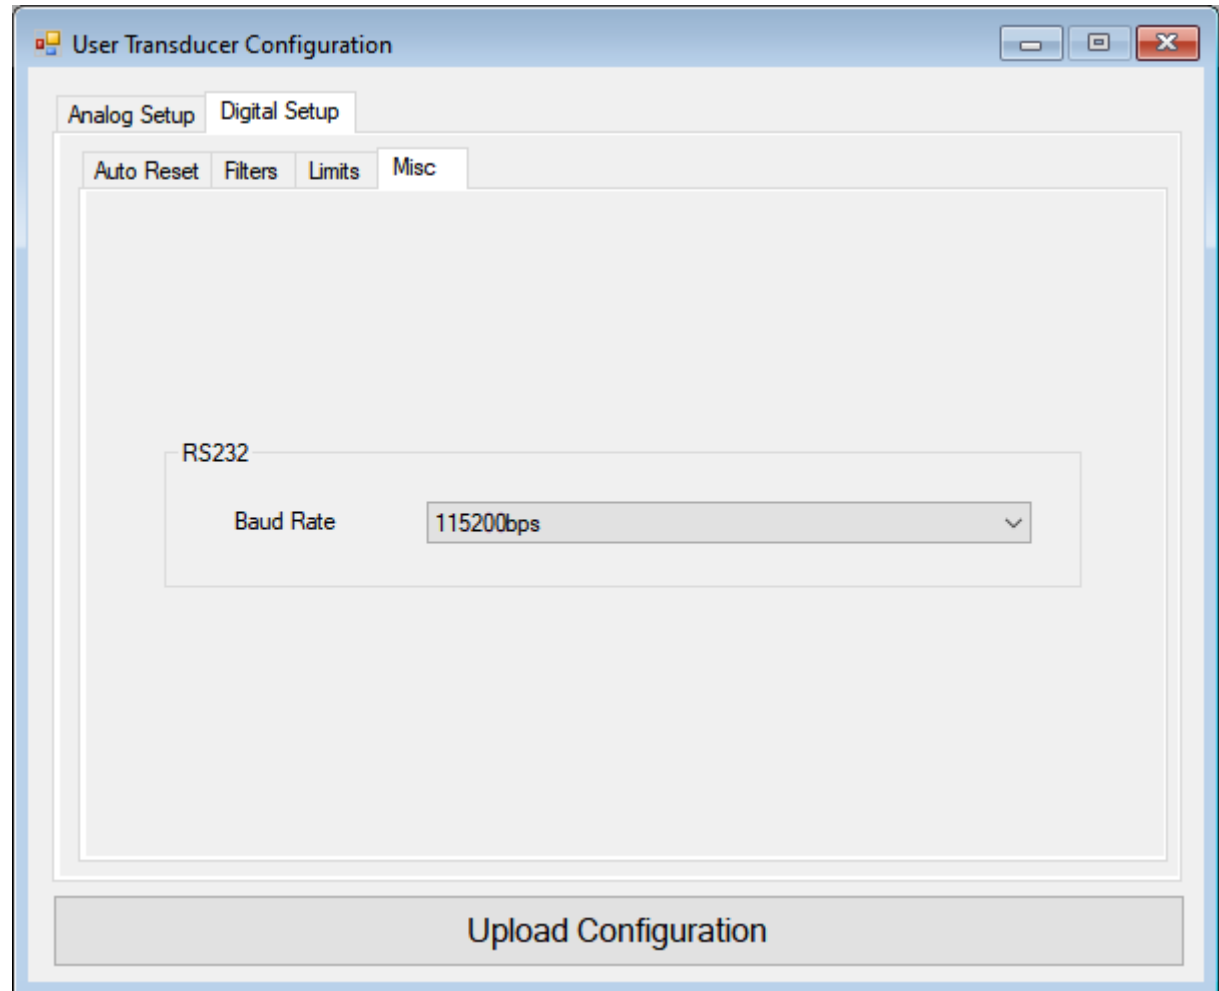 User Transducer Configuration
Analog Setup Digital Setup
Auto Reset Filters Limits Misc
RS232
Baud Rate 115200bps
Upload Configuration